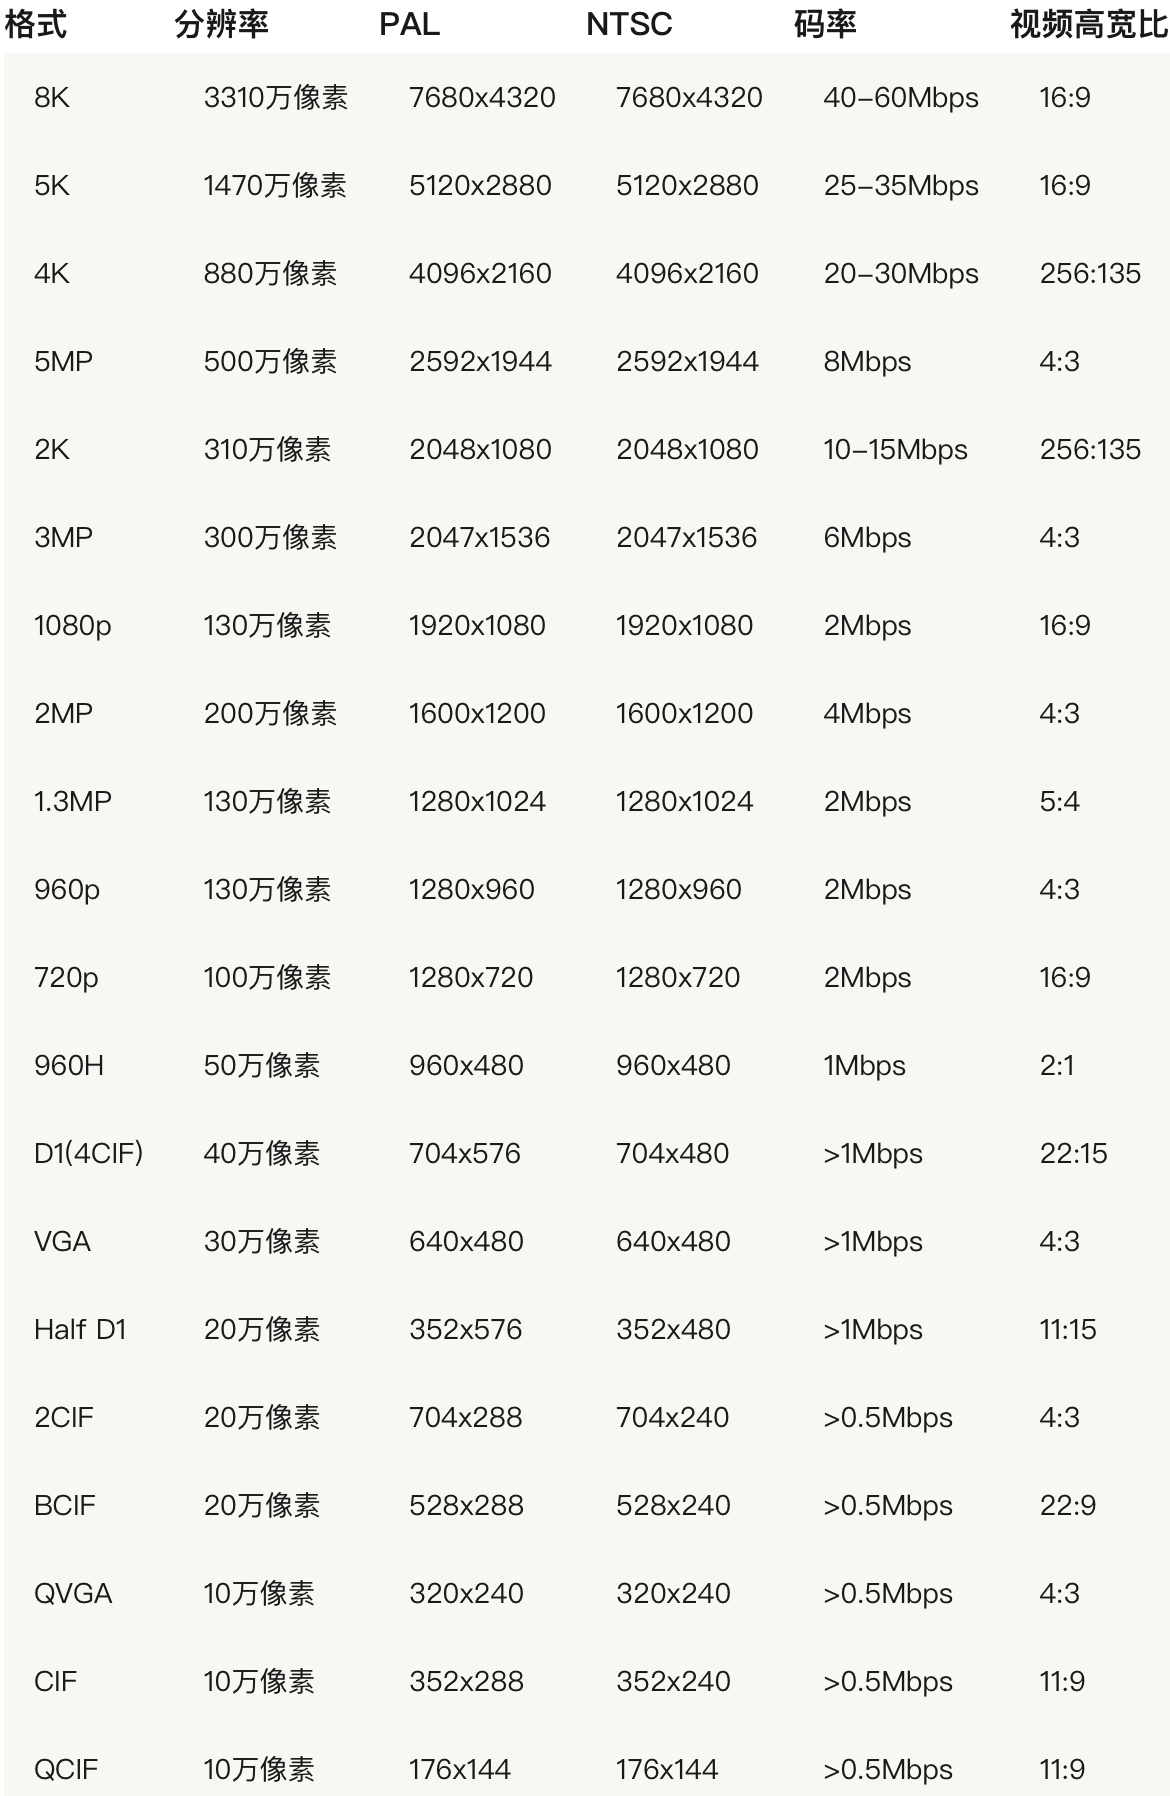 格式 分辨率 PAL NTSC 码率 视频高宽比
8K 3310万像素 7680x4320 7680x4320 40–60Mbps 16:9
5K 1470万像素 5120x2880 5120x2880 25–35Mbps 16:9
4K 880万像素 4096x2160 4096x2160 20–30Mbps 256:135
5MP 500万像素 2592x1944 2592x1944 8Mbps 4:3
2K 310万像素 2048x1080 2048x1080 10–15Mbps 256:135
3MP 300万像素 2047x1536 2047x1536 6Mbps 4:3
1080p 130万像素 1920x1080 1920x1080 2Mbps 16:9
2MP 200万像素 1600x1200 1600x1200 4Mbps 4:3
1.3MP 130万像素 1280x1024 1280x1024 2Mbps 5:4
960p 130万像素 1280x960 1280x960 2Mbps 4:3
720p 100万像素 1280x720 1280x720 2Mbps 16:9
960H 50万像素 960x480 960x480 1Mbps 2:1
D1(4CIF) 40万像素 704x576 704x480 >1Mbps 22:15
VGA 30万像素 640x480 640x480 >1Mbps 4:3
Half D1 20万像素 352x576 352x480 >1Mbps 11:15
2CIF 20万像素 704x288 704x240 >0.5Mbps 4:3
BCIF 20万像素 528x288 528x240 >0.5Mbps 22:9
QVGA 10万像素 320x240 320x240 >0.5Mbps 4:3
CIF 10万像素 352x288 352x240 >0.5Mbps 11:9
QCIF 10万像素 176x144 176x144 >0.5Mbps 11:9